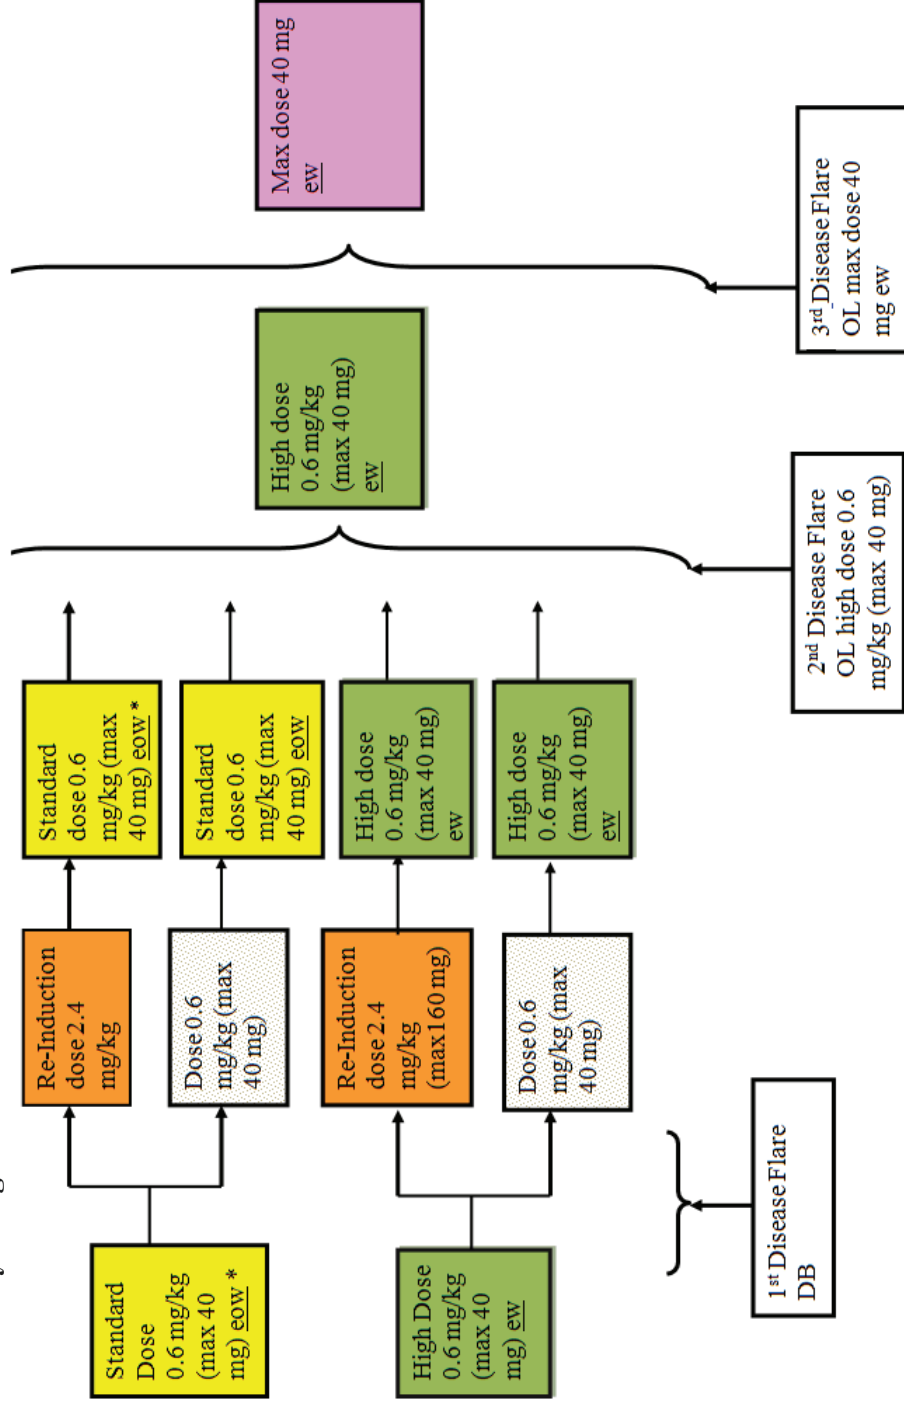 Standard
Dose
0.6 mg/kg
(max 40
mg) eow *
High Dose
0.6 mg/kg
(max 40
mg) ew
Re-Induction
dose 2.4
mg/kg
Dose 0.6
mg/kg (max
40 mg)
Re-Induction
dose 2.4
mg/kg
(max160 mg)
Dose 0.6
mg/kg (max
40 mg)
Standard
dose 0.6
mg/kg (max
40 mg) eow *
Standard
dose 0.6
mg/kg (max
40 mg) eow
High dose
0.6 mg/kg
(max 40 mg)
ew
High dose
0.6 mg/kg
(max 40 mg)
ew
High dose
0.6 mg/kg
(max 40 mg)
ew
Max dose 40 mg
ew
1st Disease Flare
DB
2nd Disease Flare
OL high dose 0.6
mg/kg (max 40 mg)
3rd Disease Flare
OL max dose 40
mg ew